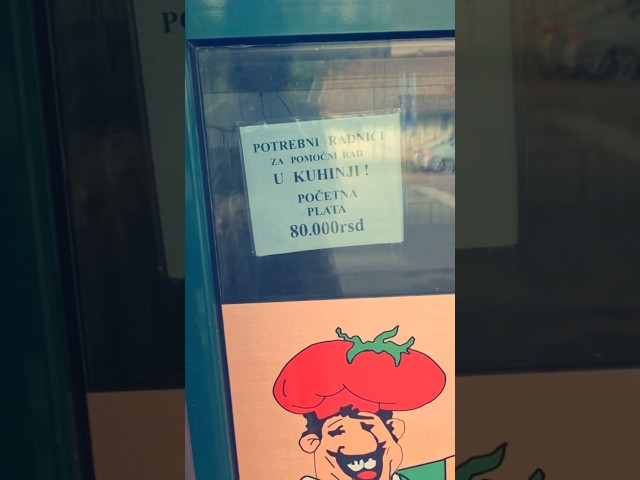 POTREBNI RADNICI
ZA POMOĆNI RAD
U KUHINJI!
POČETNA
PLATA
80.000rsd